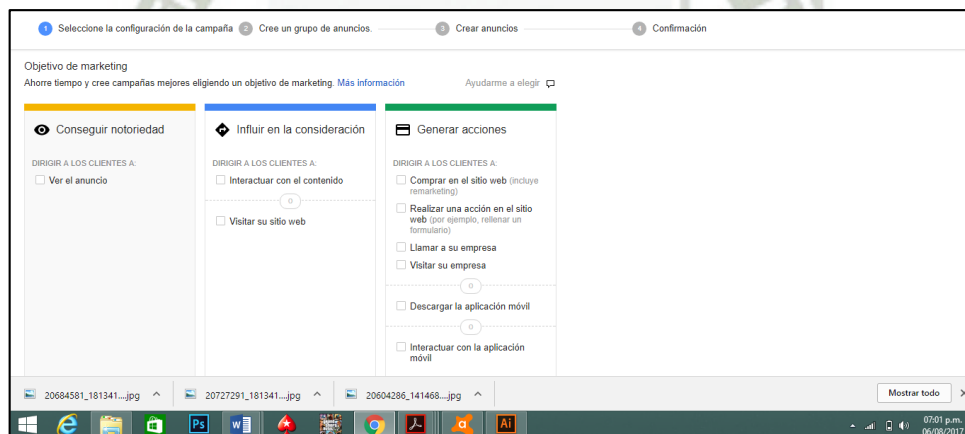 1 Seleccione la configuración de la campaña 2 Cree un grupo de anuncios. 3 Crear anuncios 4 Confirmación
Objetivo de marketing
Ahorre tiempo y cree campañas mejores eligiendo un objetivo de marketing. Más información Ayudarme a elegir
Conseguir notoriedad
DIRIGIR A LOS CLIENTES A:
Ver el anuncio
Influir en la consideración
DIRIGIR A LOS CLIENTES A:
Interactuar con el contenido
O
Visitar su sitio web
Generar acciones
DIRIGIR A LOS CLIENTES A:
Comprar en el sitio web (incluye
remarketing)
Realizar una acción en el sitio
web (por ejemplo, rellenar un
formulario)
Llamar a su empresa
Visitar su empresa
O
Descargar la aplicación móvil
O
Interactuar con la aplicación
móvil
20684581_181341....jpg 20727291_181341....jpg 20604286_141468....jpg Mostrar todo
Ps W a Ai
07:01 p.m.
06/08/2017